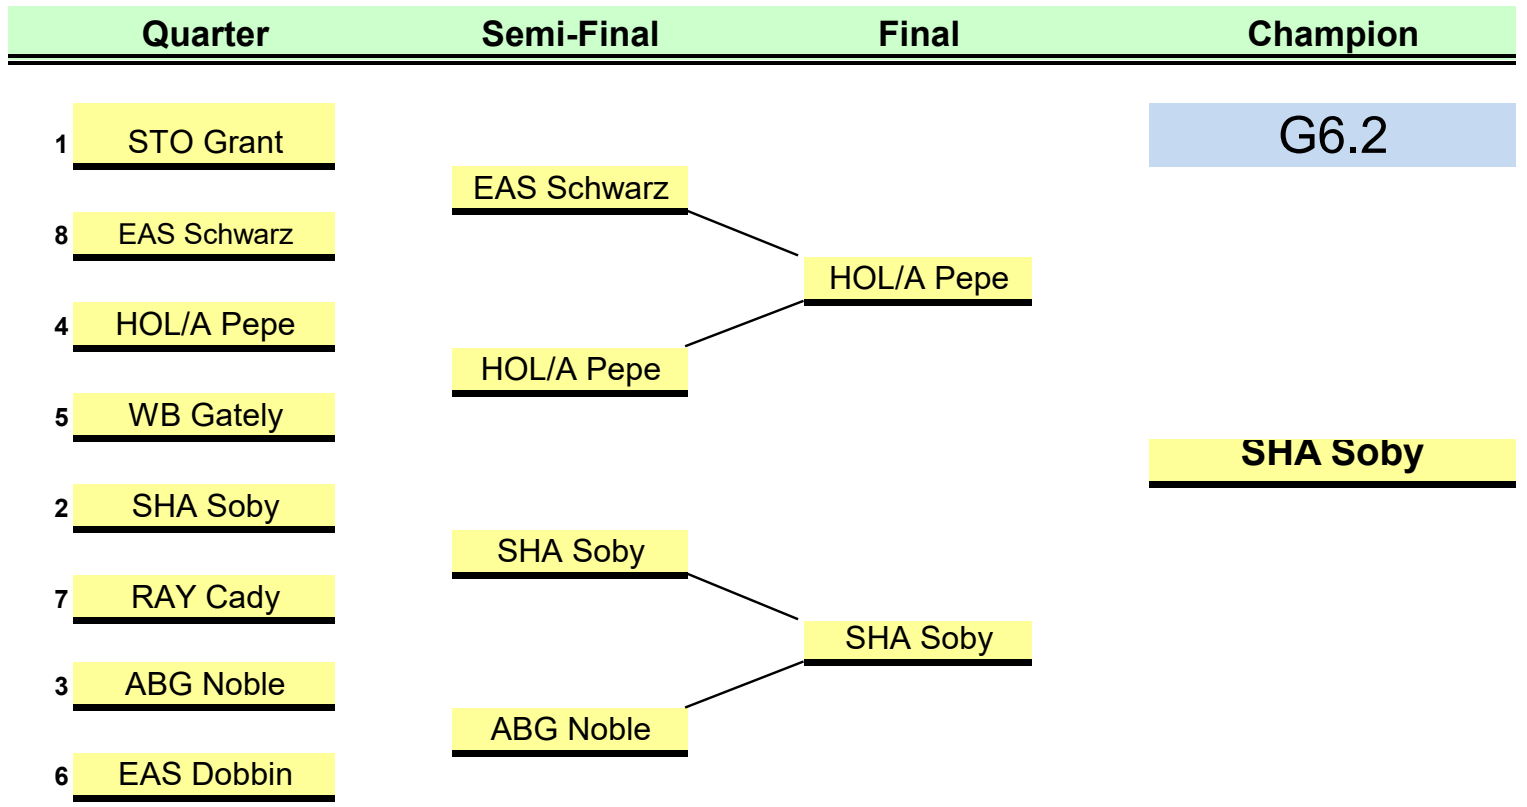 Quarter Semi-Final Final Champion
1 STO Grant
G6.2
EAS Schwarz
8 EAS Schwarz
HOL/A Pepe
4 HOL/A Pepe
HOL/A Pepe
5 WB Gately
SHA Soby
2 SHA Soby
SHA Soby
7 RAY Cady
SHA Soby
3 ABG Noble
ABG Noble
6 EAS Dobbin